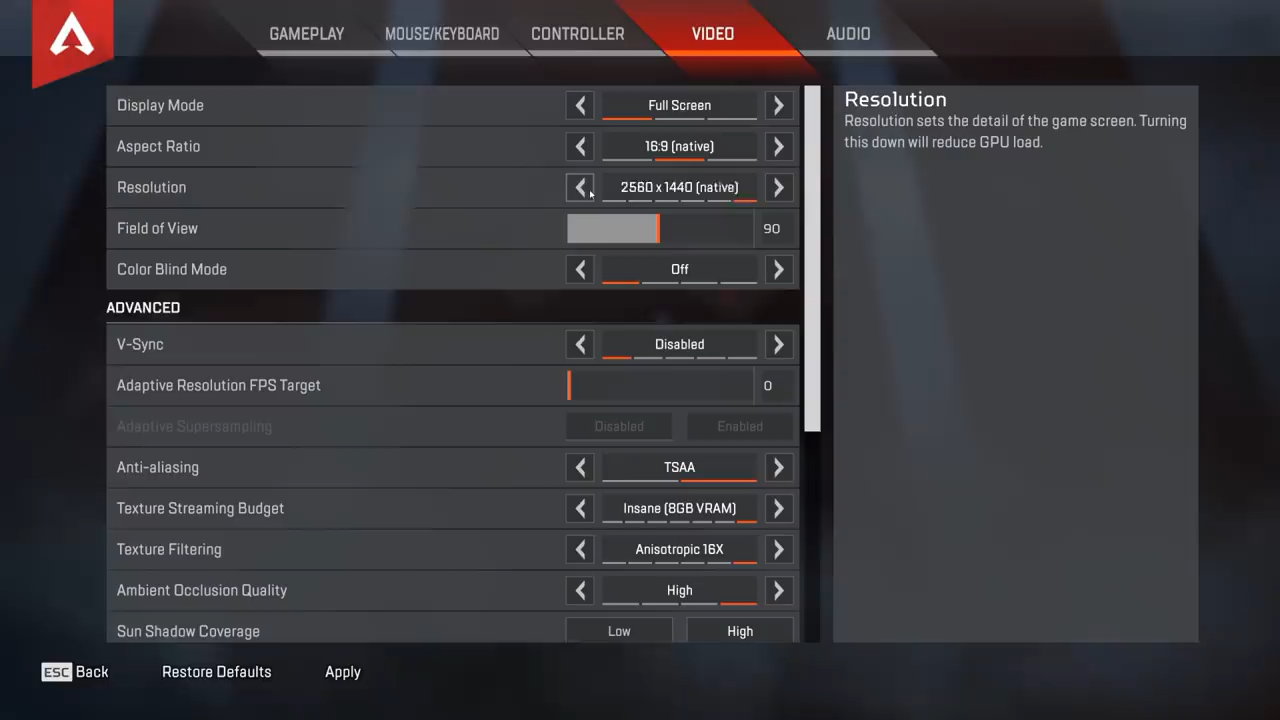 GAMEPLAY
MOUSE/KEYBOARD
CONTROLLER
VIDEO
AUDIO
Display Mode
Full Screen
Aspect Ratio
16:9 (native)
Resolution
2560 x 1440 (native)
Field of View
90
Color Blind Mode
Off
ADVANCED
V-Sync
Disabled
Adaptive Resolution FPS Target
0
Adaptive Supersampling
Disabled
Enabled
Anti-aliasing
TSAA
Texture Streaming Budget
Insane (8GB VRAM)
Texture Filtering
Anisotropic 16X
Ambient Occlusion Quality
High
Sun Shadow Coverage
Low
High
Resolution
Resolution sets the detail of the game screen. Turning
this down will reduce GPU load.
ESC Back
Restore Defaults
Apply